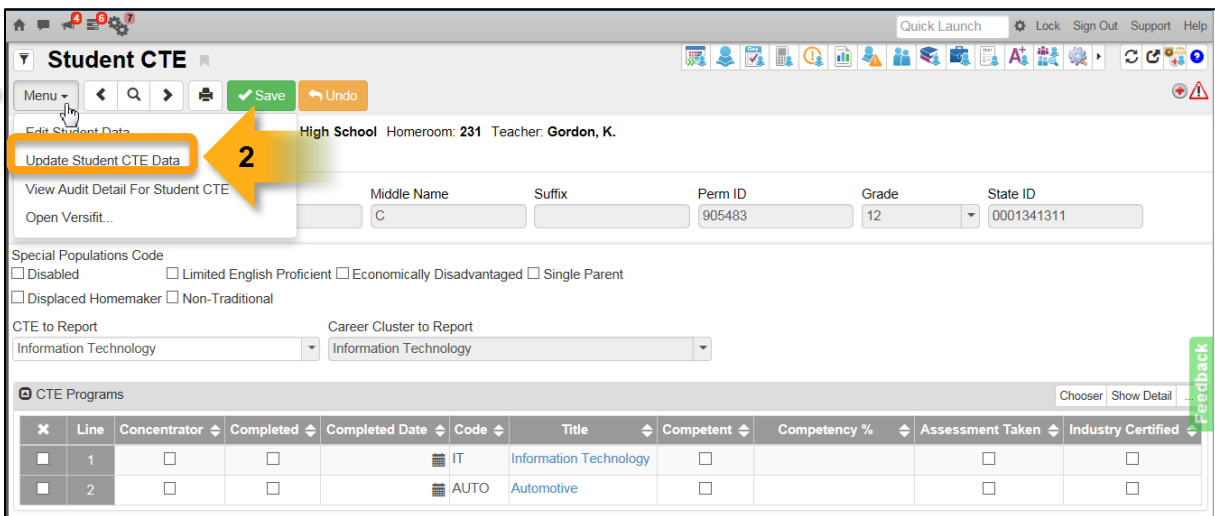 4 6 7
Quick Launch Lock Sign Out Support Help
Student CTE
Menu Save Undo
Edit Student Data
High School Homeroom: 231 Teacher: Gordon, K.
Update Student CTE Data
2
View Audit Detail For Student CTE
Open Versifit...
Middle Name Suffix Perm ID Grade State ID
C 905483 12 0001341311
Special Populations Code
Disabled Limited English Proficient Economically Disadvantaged Single Parent
Displaced Homemaker Non-Traditional
CTE to Report Career Cluster to Report
Information Technology Information Technology
Feedback
CTE Programs Chooser Show Detail ...
Line Concentrator Completed Completed Date Code Title Competent Competency % Assessment Taken Industry Certified
1 IT Information Technology
2 AUTO Automotive